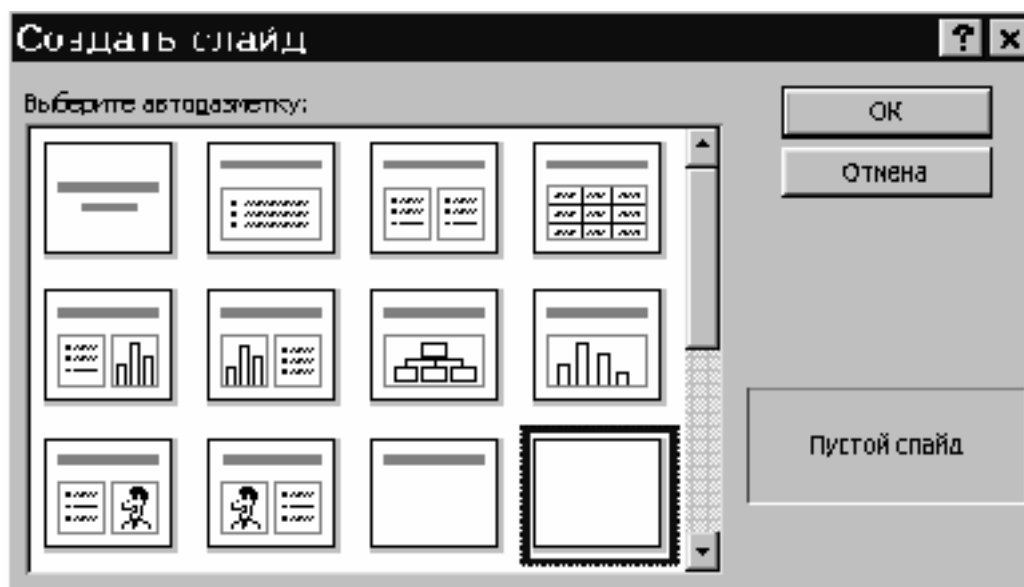 Создать слайд
Выберите авторазметку:
ОК
Отмена
Пустой слайд